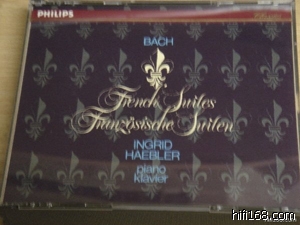 PHILIPS
BACH
French Suites
Französische Suiten
INGRID
HAEBLER
piano
klavier
hifi168.com